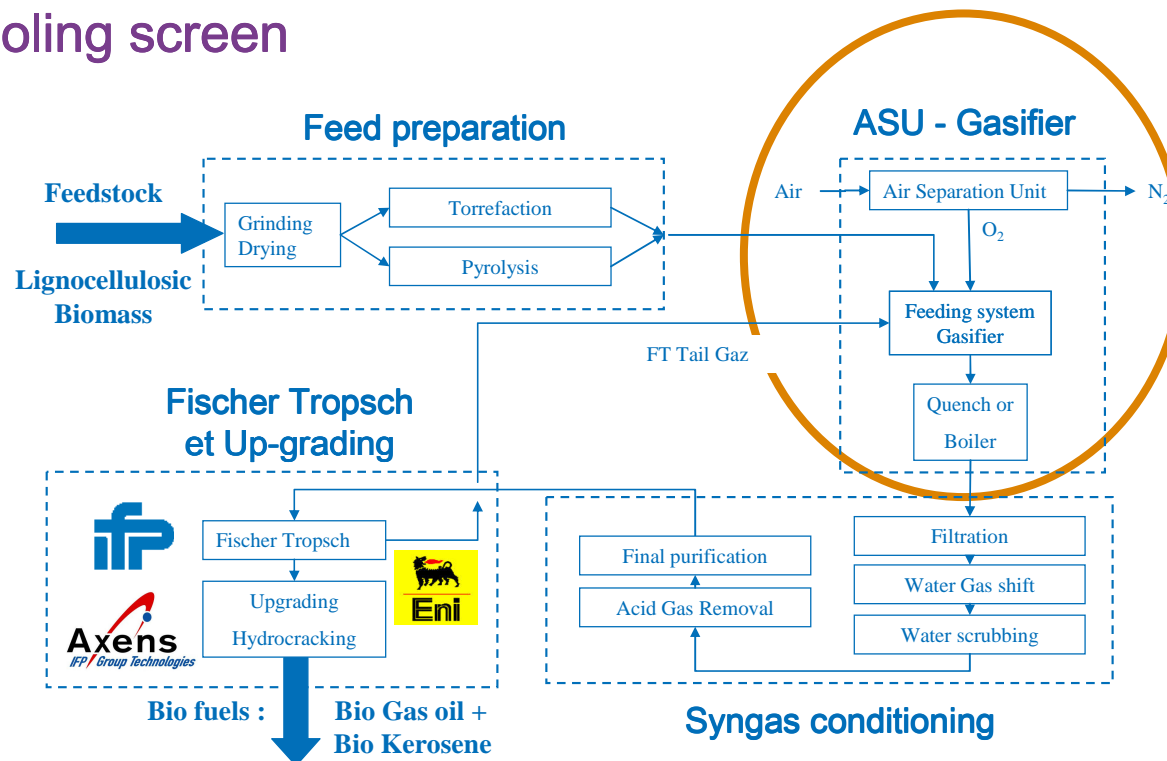 oling screen
Feed preparation
ASU - Gasifier
Feedstock
Lignocellulosic
Biomass
Grinding
Drying
Torrefaction
Pyrolysis
Air
Air Separation Unit
N2
O2
Feeding system
Gasifier
FT Tail Gaz
Quench or
Boiler
Fischer Tropsch
et Up-grading
ifp
Fischer Tropsch
Upgrading
Hydrocracking
Eni
Axens
IFP Group Technologies
Final purification
Acid Gas Removal
Filtration
Water Gas shift
Water scrubbing
Syngas conditioning
Bio fuels :
Bio Gas oil +
Bio Kerosene